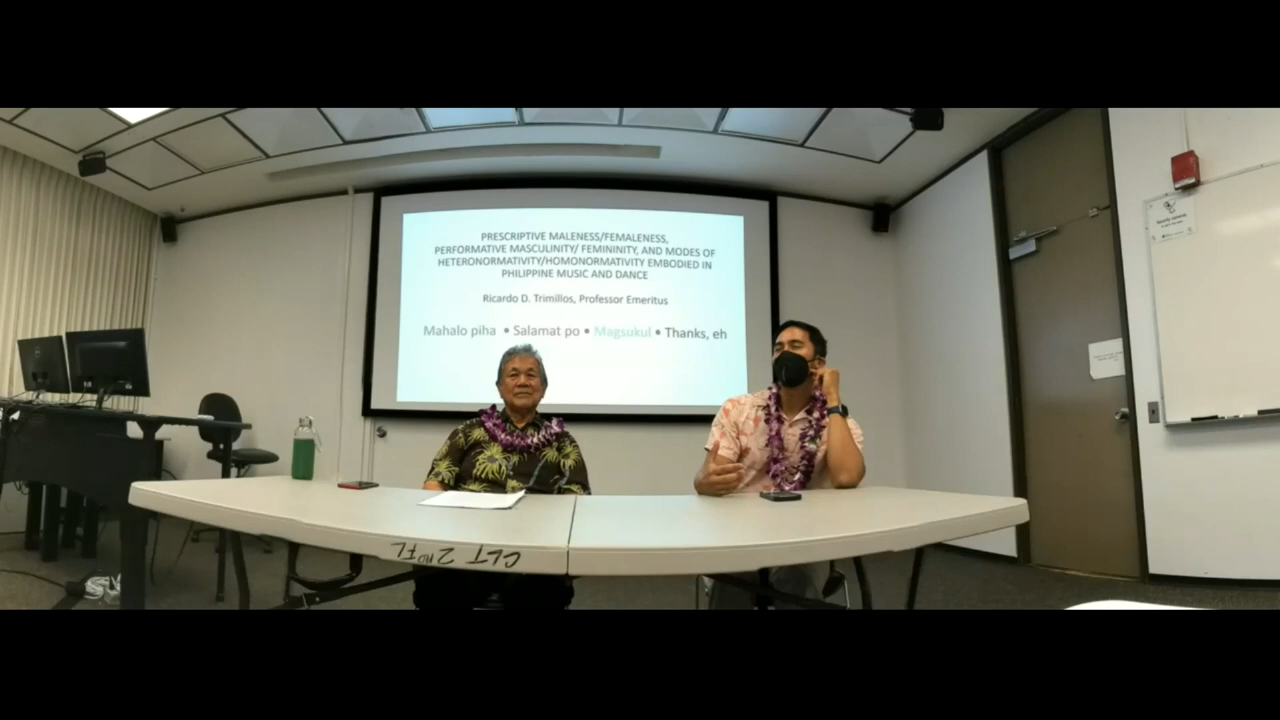 PRESCRIPTIVE MALENESS/FEMALENESS,
PERFORMATIVE MASCULINITY/ FEMININITY, AND MODES OF
HETERONORMATIVITY/HOMONORMATIVITY EMBODIED IN
PHILIPPINE MUSIC AND DANCE
Ricardo D. Trimillos, Professor Emeritus
Mahalo piha • Salamat po • Magsukul • Thanks, eh
CLT 2ND FL